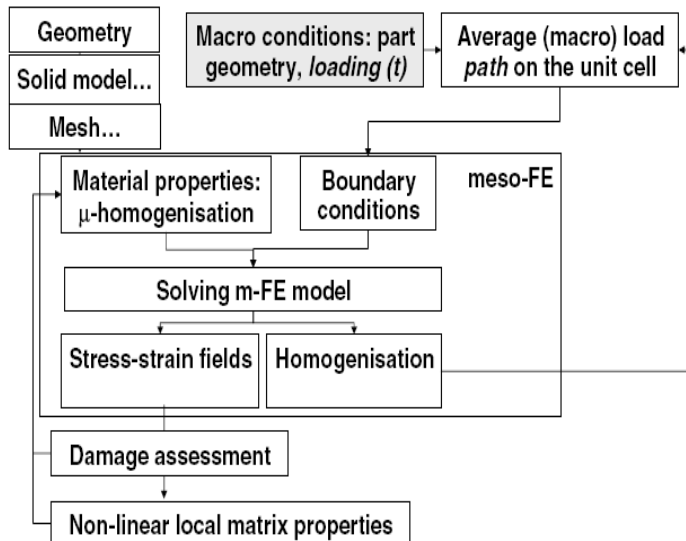 Geometry
Solid model…
Mesh…
Macro conditions: part
geometry, loading (t)
Average (macro) load
path on the unit cell
meso-FE
Material properties:
μ-homogenisation
Boundary
conditions
Solving m-FE model
Stress-strain fields
Homogenisation
Damage assessment
Non-linear local matrix properties